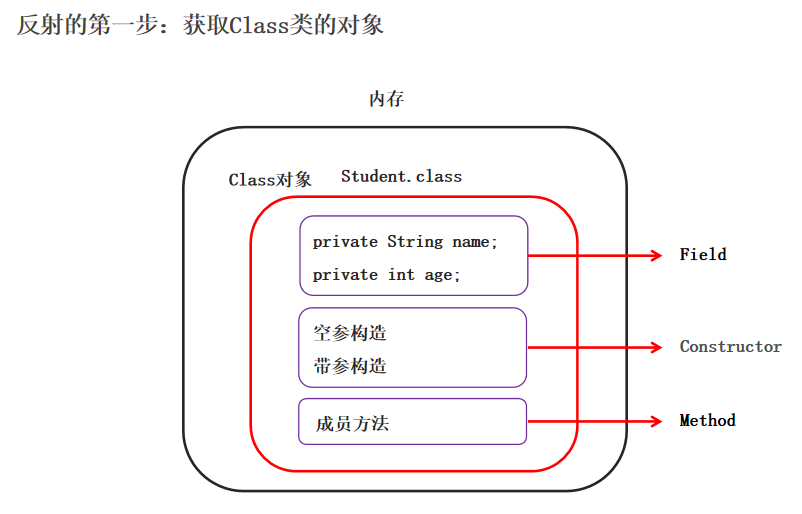 反射的第一步：获取Class类的对象
内存
Class对象 Student.class
private String name;
private int age;
Field
空参构造
带参构造
Constructor
成员方法
Method